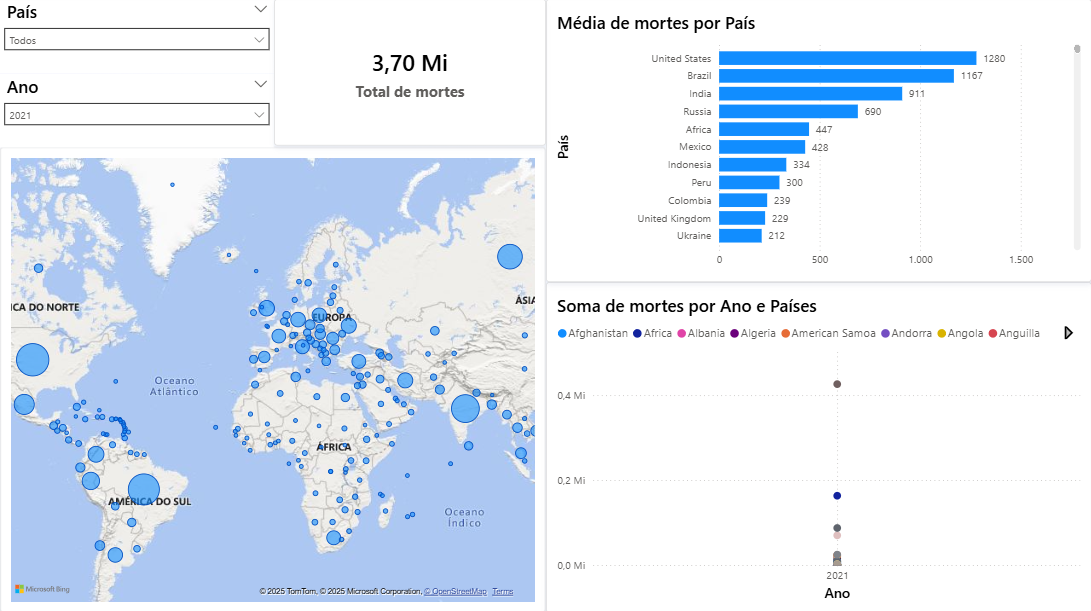 País
Todos
Ano
2021
3,70 Mi
Total de mortes
Média de mortes por País
País
United States 1280
Brazil 1167
India 911
Russia 690
Africa 447
Mexico 428
Indonesia 334
Peru 300
Colombia 239
United Kingdom 229
Ukraine 212
0 500 1.000 1.500
ICA DO NORTE
EUROPA
ÁSIA
Oceano
Atlântico
ÁFRICA
AMÉRICA DO SUL
Oceano
Índico
Microsoft Bing
© 2025 TomTom, © 2025 Microsoft Corporation, © OpenStreetMap Terms
Soma de mortes por Ano e Países
Afghanistan Africa Albania Algeria American Samoa Andorra Angola Anguilla
0,4 Mi
0,2 Mi
0,0 Mi
2021
Ano